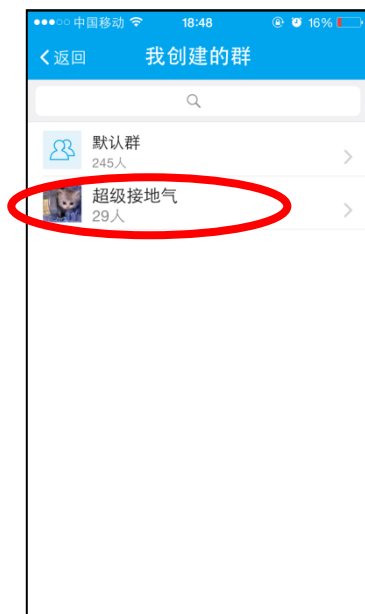 中国移动 18:48 16%
返回 我创建的群
默认群
245人
超级接地气
29人